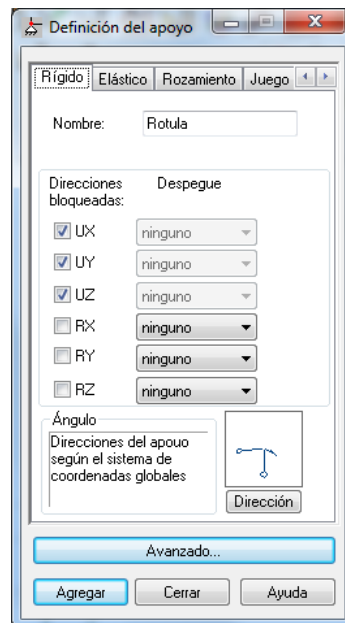 Definición del apoyo
Rígido Elástico Rozamiento Juego
Nombre: Rotula
Direcciones Despegue
bloqueadas:
UX ninguno
UY ninguno
UZ ninguno
RX ninguno
RY ninguno
RZ ninguno
Ángulo
Direcciones del apouo
según el sistema de
coordenadas globales
Dirección
Avanzado...
Agregar Cerrar Ayuda